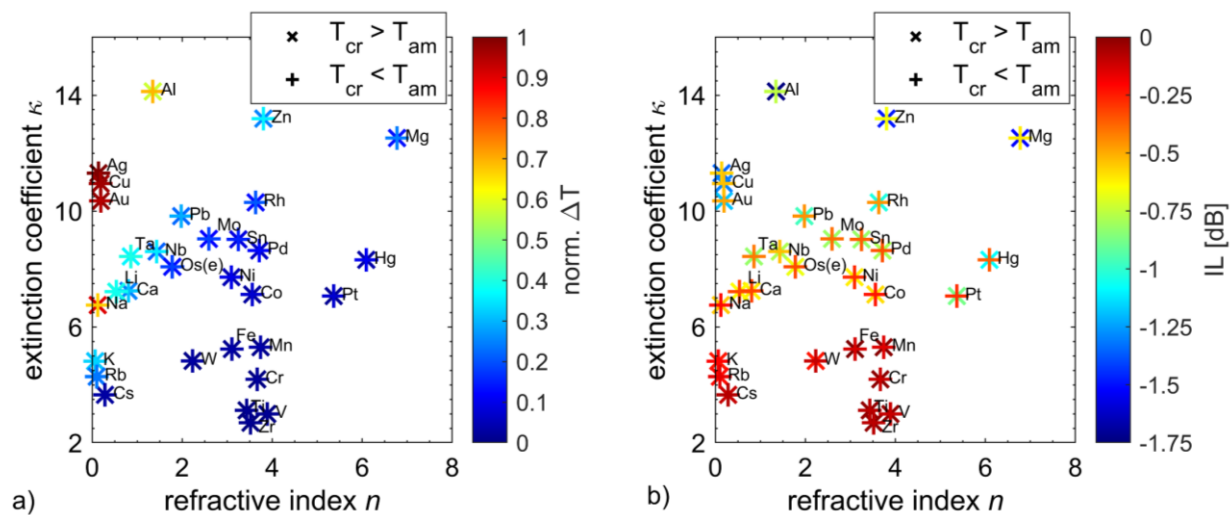 T_cr > T_am
T_cr < T_am
extinction coefficient κ
14
10
6
2
0
2
4
6
8
refractive index n
a)
Al
Zn
Mg
Ag
Cu
Au
Rh
Pb
Mo
Sn
Ta
Nb
Pd
Os(e)
Hg
Li
Ca
Ni
Na
Co
Pt
Fe
Mn
K
W
Rb
Cr
Cs
Ti
V
Zr
1
0.9
0.8
0.7
0.6
0.5
0.4
0.3
0.2
0.1
0
norm. ΔT
T_cr > T_am
T_cr < T_am
extinction coefficient κ
14
10
6
2
0
2
4
6
8
refractive index n
b)
Al
Zn
Mg
Ag
Cu
Au
Rh
Pb
Mo
Sn
Ta
Nb
Pd
Os(e)
Hg
Li
Ca
Ni
Na
Co
Pt
Fe
Mn
K
W
Rb
Cr
Cs
Ti
V
Zr
0
-0.25
-0.5
-0.75
-1
-1.25
-1.5
-1.75
IL [dB]